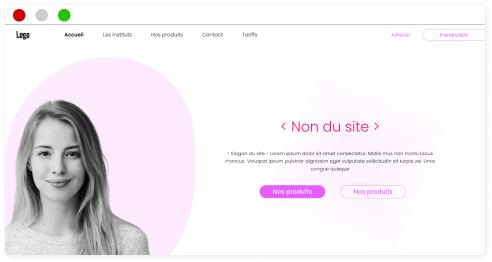 Logo
Accueil
Les instituts
Nos produits
Contact
Tariffs
Adresse
Prendre RDV
< Non du site >
< Slogan du site > Lorem ipsum dolor sit amet consectetur. Mollis mus non morbi lacus
rhoncus. Volutpat ipsum pulvinar dignissim eget vulputate sollicitudin sit turpis vel. Urna
congue quisque.
Nos produits
Nos produits